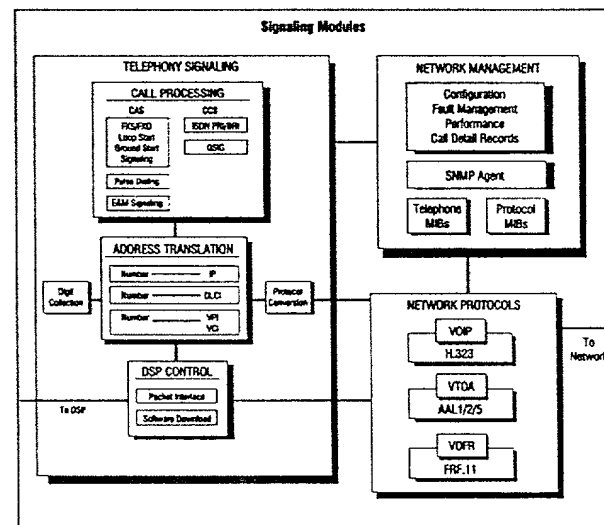 Signaling Modules
TELEPHONY SIGNALING
CALL PROCESSING
CAS
FXS/FXO
Loop Start
Ground Start
Signaling
Pulse Dialing
E&M Signaling
CCS
ISDN PRI/BRI
QSIG
ADDRESS TRANSLATION
Number IP
Number DLCI
Number VPI
VCI
Digit
Collection
Protocol
Conversion
DSP CONTROL
Packet Interface
Software Download
To DSP
NETWORK MANAGEMENT
Configuration
Fault Management
Performance
Call Detail Records
SNMP Agent
Telephone
MIBs
Protocol
MIBs
NETWORK PROTOCOLS
VOIP
H.323
VTOA
AAL1/2/5
VOFR
FRF.11
To
Network